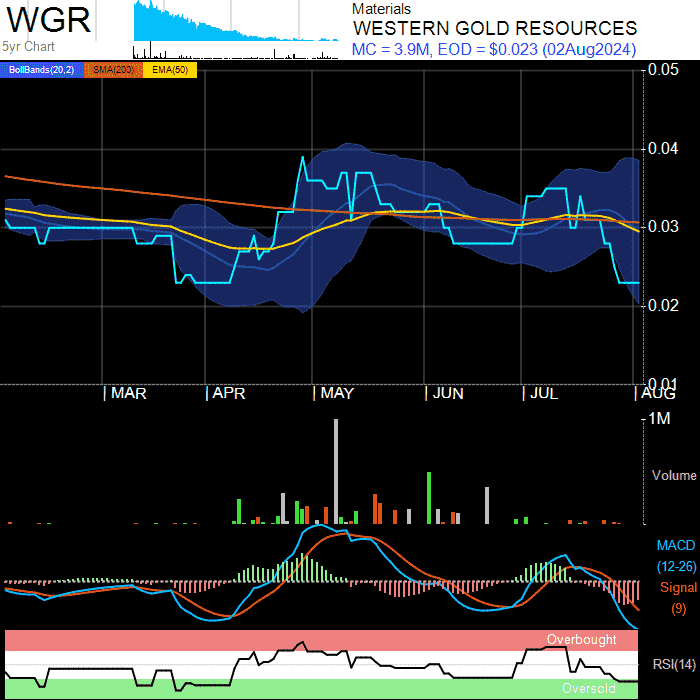 WGR
5yr Chart
Materials
WESTERN GOLD RESOURCES
MC = 3.9M, EOD = $0.023 (02Aug2024)
BollBands(20,2) SMA(200) EMA(50)
0.05
0.04
0.03
0.02
0.01
MAR APR MAY JUN JUL AUG
1M
Volume
MACD
(12-26)
Signal
(9)
Overbought
RSI(14)
Oversold